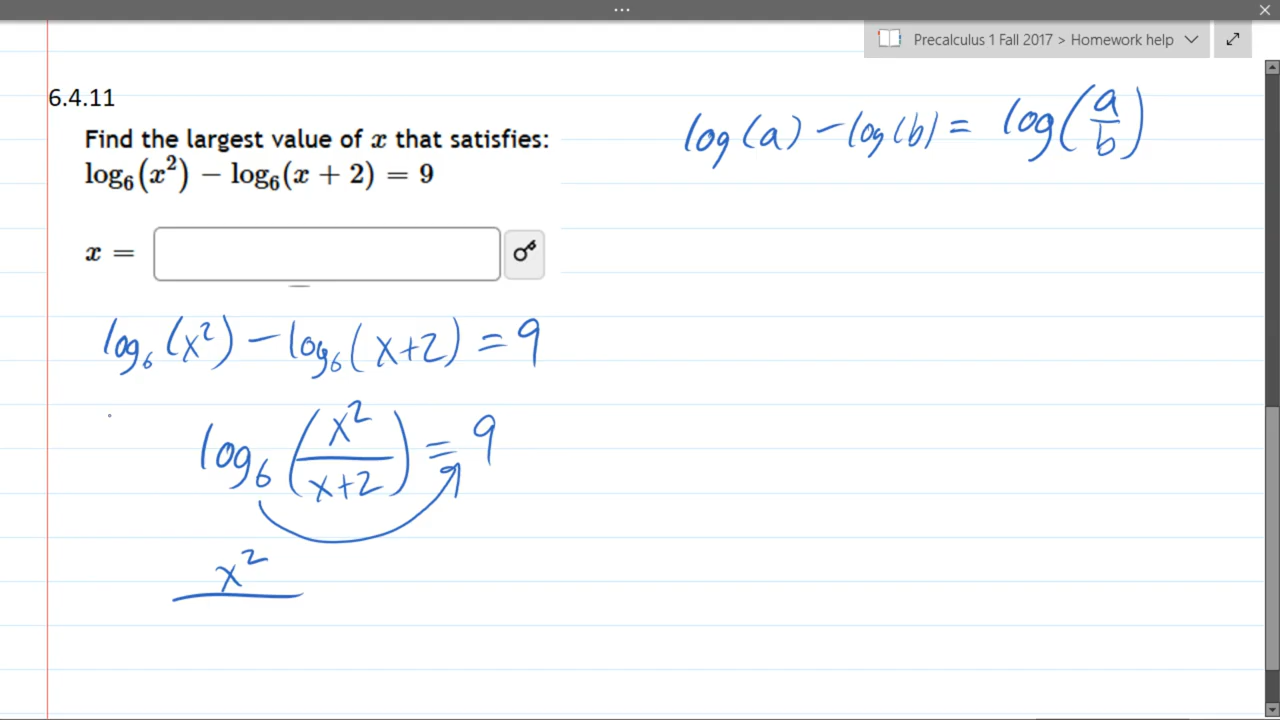 Precalculus 1 Fall 2017 > Homework help
6.4.11
Find the largest value of x that satisfies:
log₆(x²) − log₆(x + 2) = 9
x =
log(a) − log(b) = log(a/b)
log₆(x²) − log₆(x+2) = 9
log₆(x²/(x+2)) = 9
x²